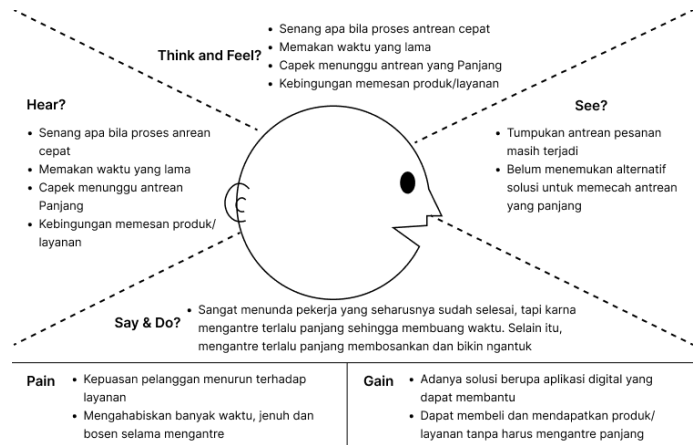 Think and Feel?
• Senang apa bila proses antrean cepat
• Memakan waktu yang lama
• Capek menunggu antrean yang Panjang
• Kebingungan memesan produk/layanan
Hear?
• Senang apa bila proses anrean
cepat
• Memakan waktu yang lama
• Capek menunggu antrean
Panjang
• Kebingungan memesan produk/
layanan
See?
• Tumpukan antrean pesanan
masih terjadi
• Belum menemukan alternatif
solusi untuk memecah antrean
yang panjang
Say & Do?
• Sangat menunda pekerja yang seharusnya sudah selesai, tapi karna
mengantre terlalu panjang sehingga membuang waktu. Selain itu,
mengantre terlalu panjang membosankan dan bikin ngantuk
Pain
• Kepuasan pelanggan menurun terhadap
layanan
• Mengahabiskan banyak waktu, jenuh dan
bosen selama mengantre
Gain
• Adanya solusi berupa aplikasi digital yang
dapat membantu
• Dapat membeli dan mendapatkan produk/
layanan tanpa harus mengantre panjang